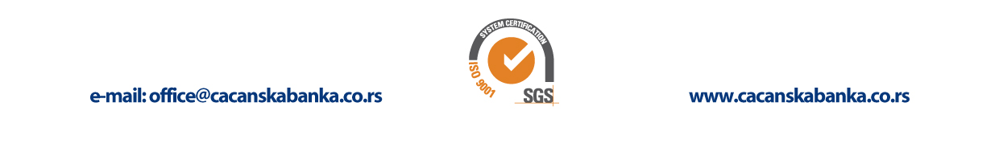 SYSTEM CERTIFICATION
ISO 9001
SGS
e-mail: office@cacanskabanka.co.rs
www.cacanskabanka.co.rs